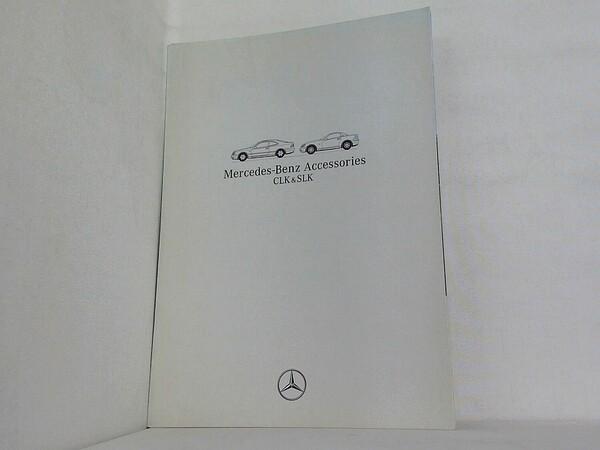 Mercedes-Benz Accessories
CLK & SLK